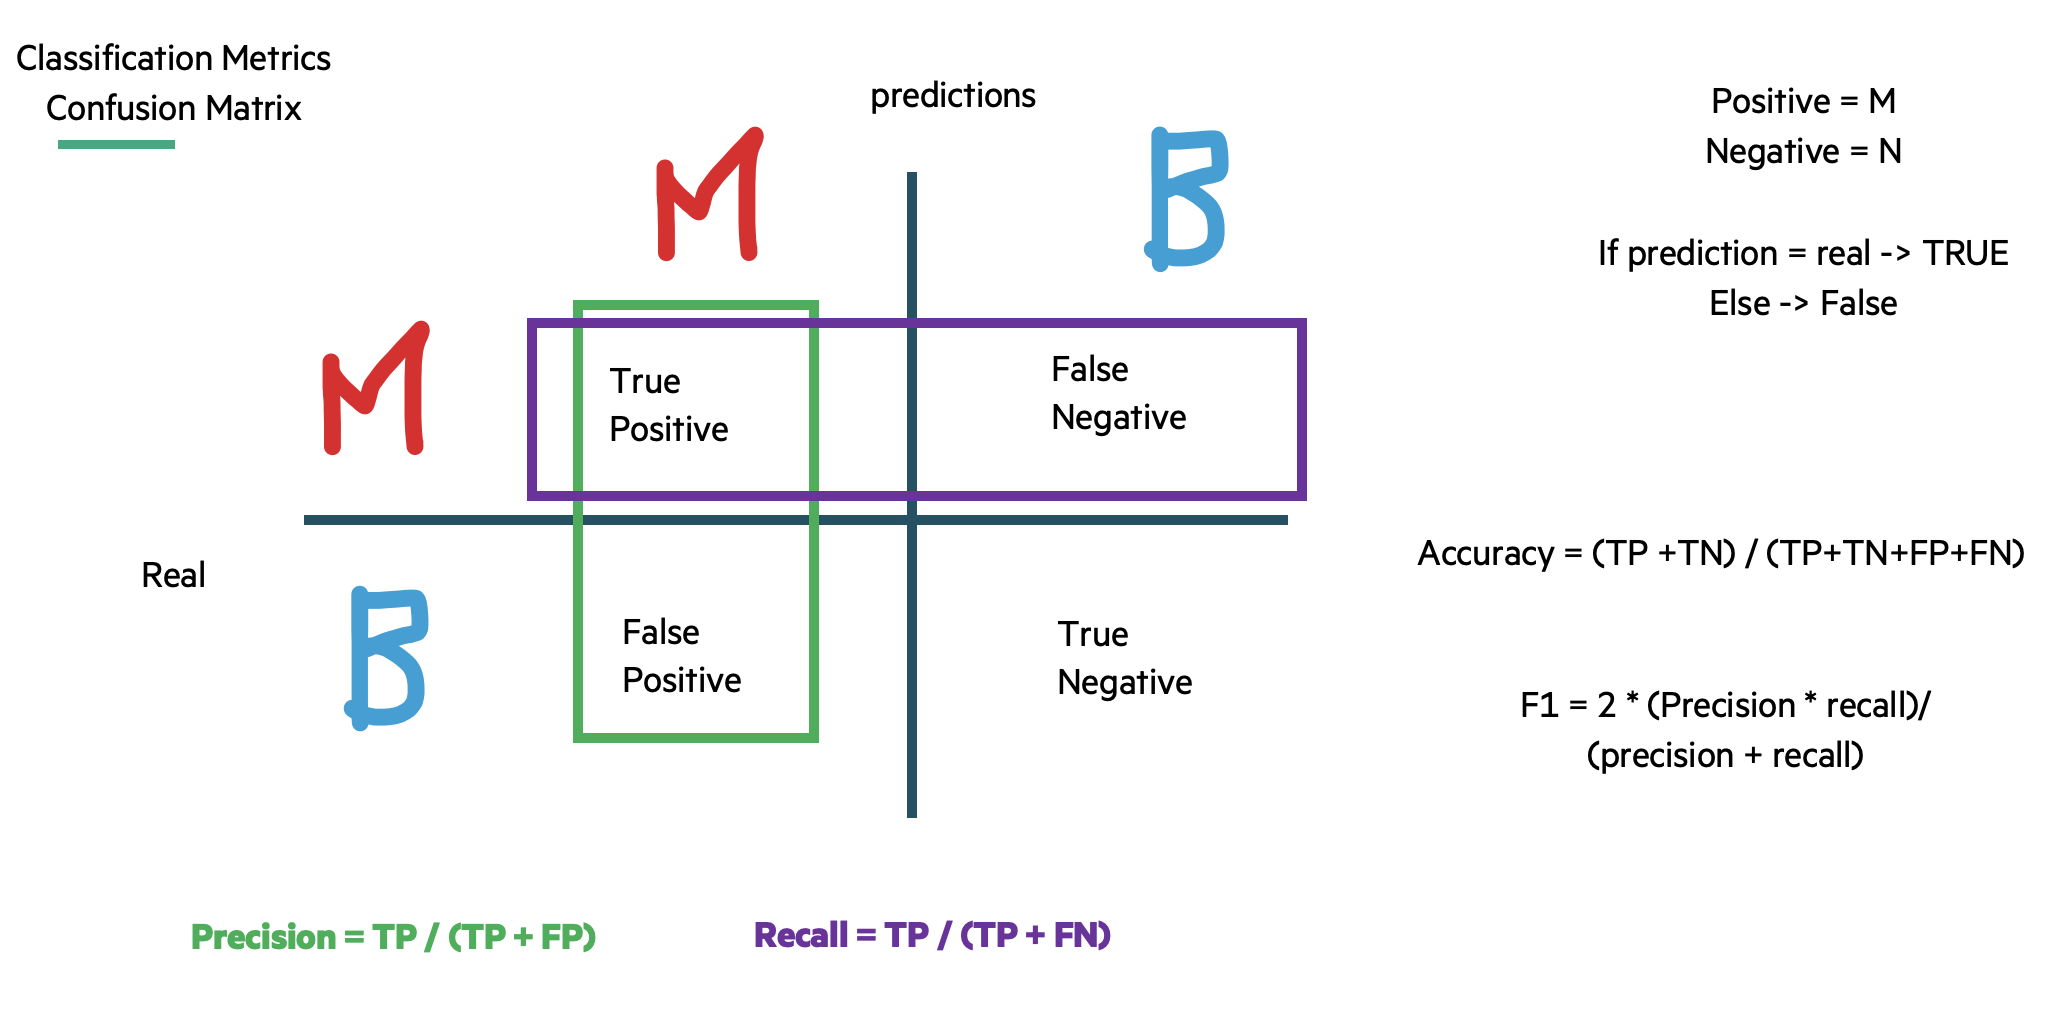 Classification Metrics
Confusion Matrix
predictions
M
B
Positive = M
Negative = N
If prediction = real -> TRUE
Else -> False
M
True
Positive
False
Negative
Real
B
False
Positive
True
Negative
Accuracy = (TP +TN) / (TP+TN+FP+FN)
F1 = 2 * (Precision * recall)/
(precision + recall)
Precision = TP / (TP + FP)
Recall = TP / (TP + FN)